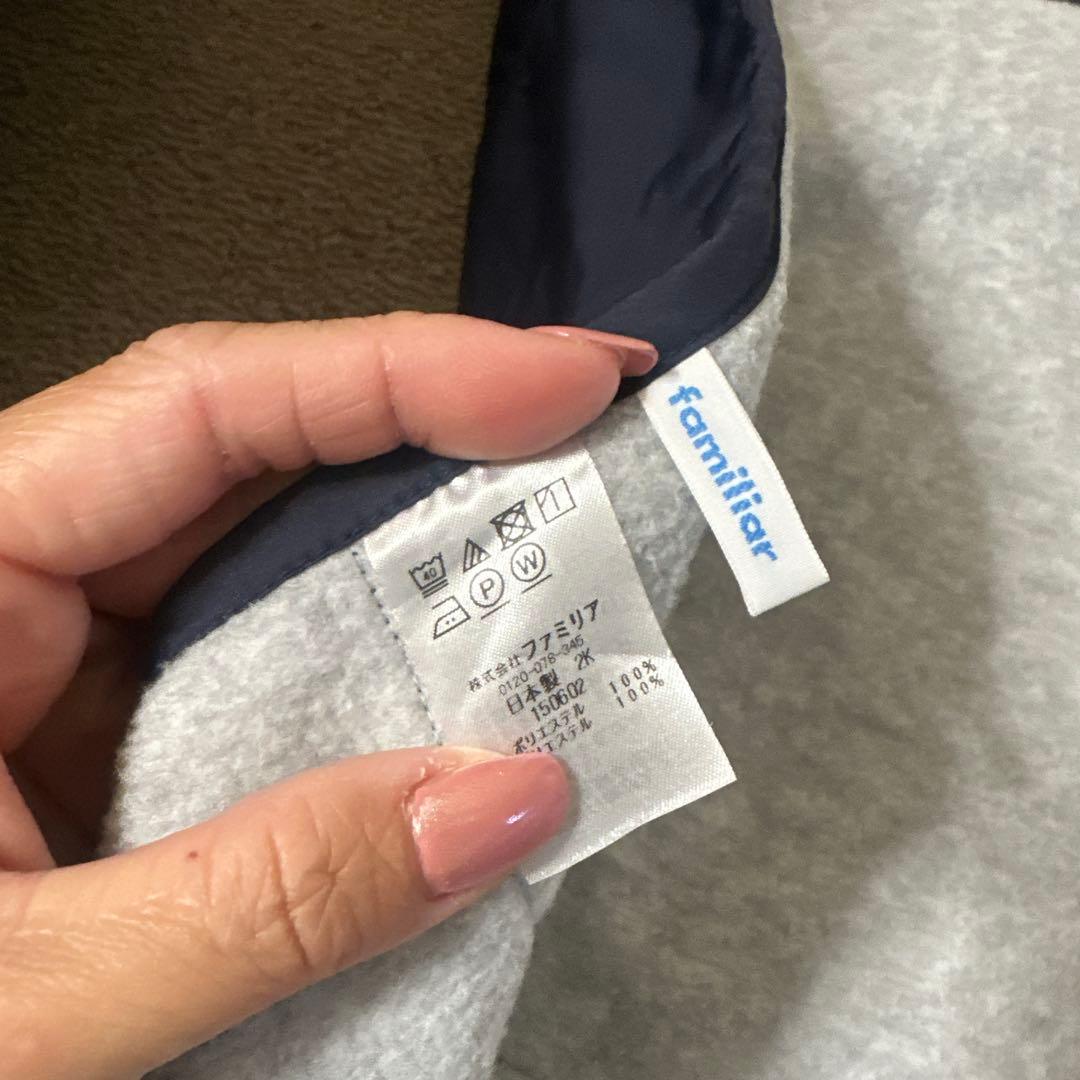 familiar
40
P W
株式会社ファミリア
0120-078-345
日本製 2K
150602
ポリエステル 100%
エステル 100%